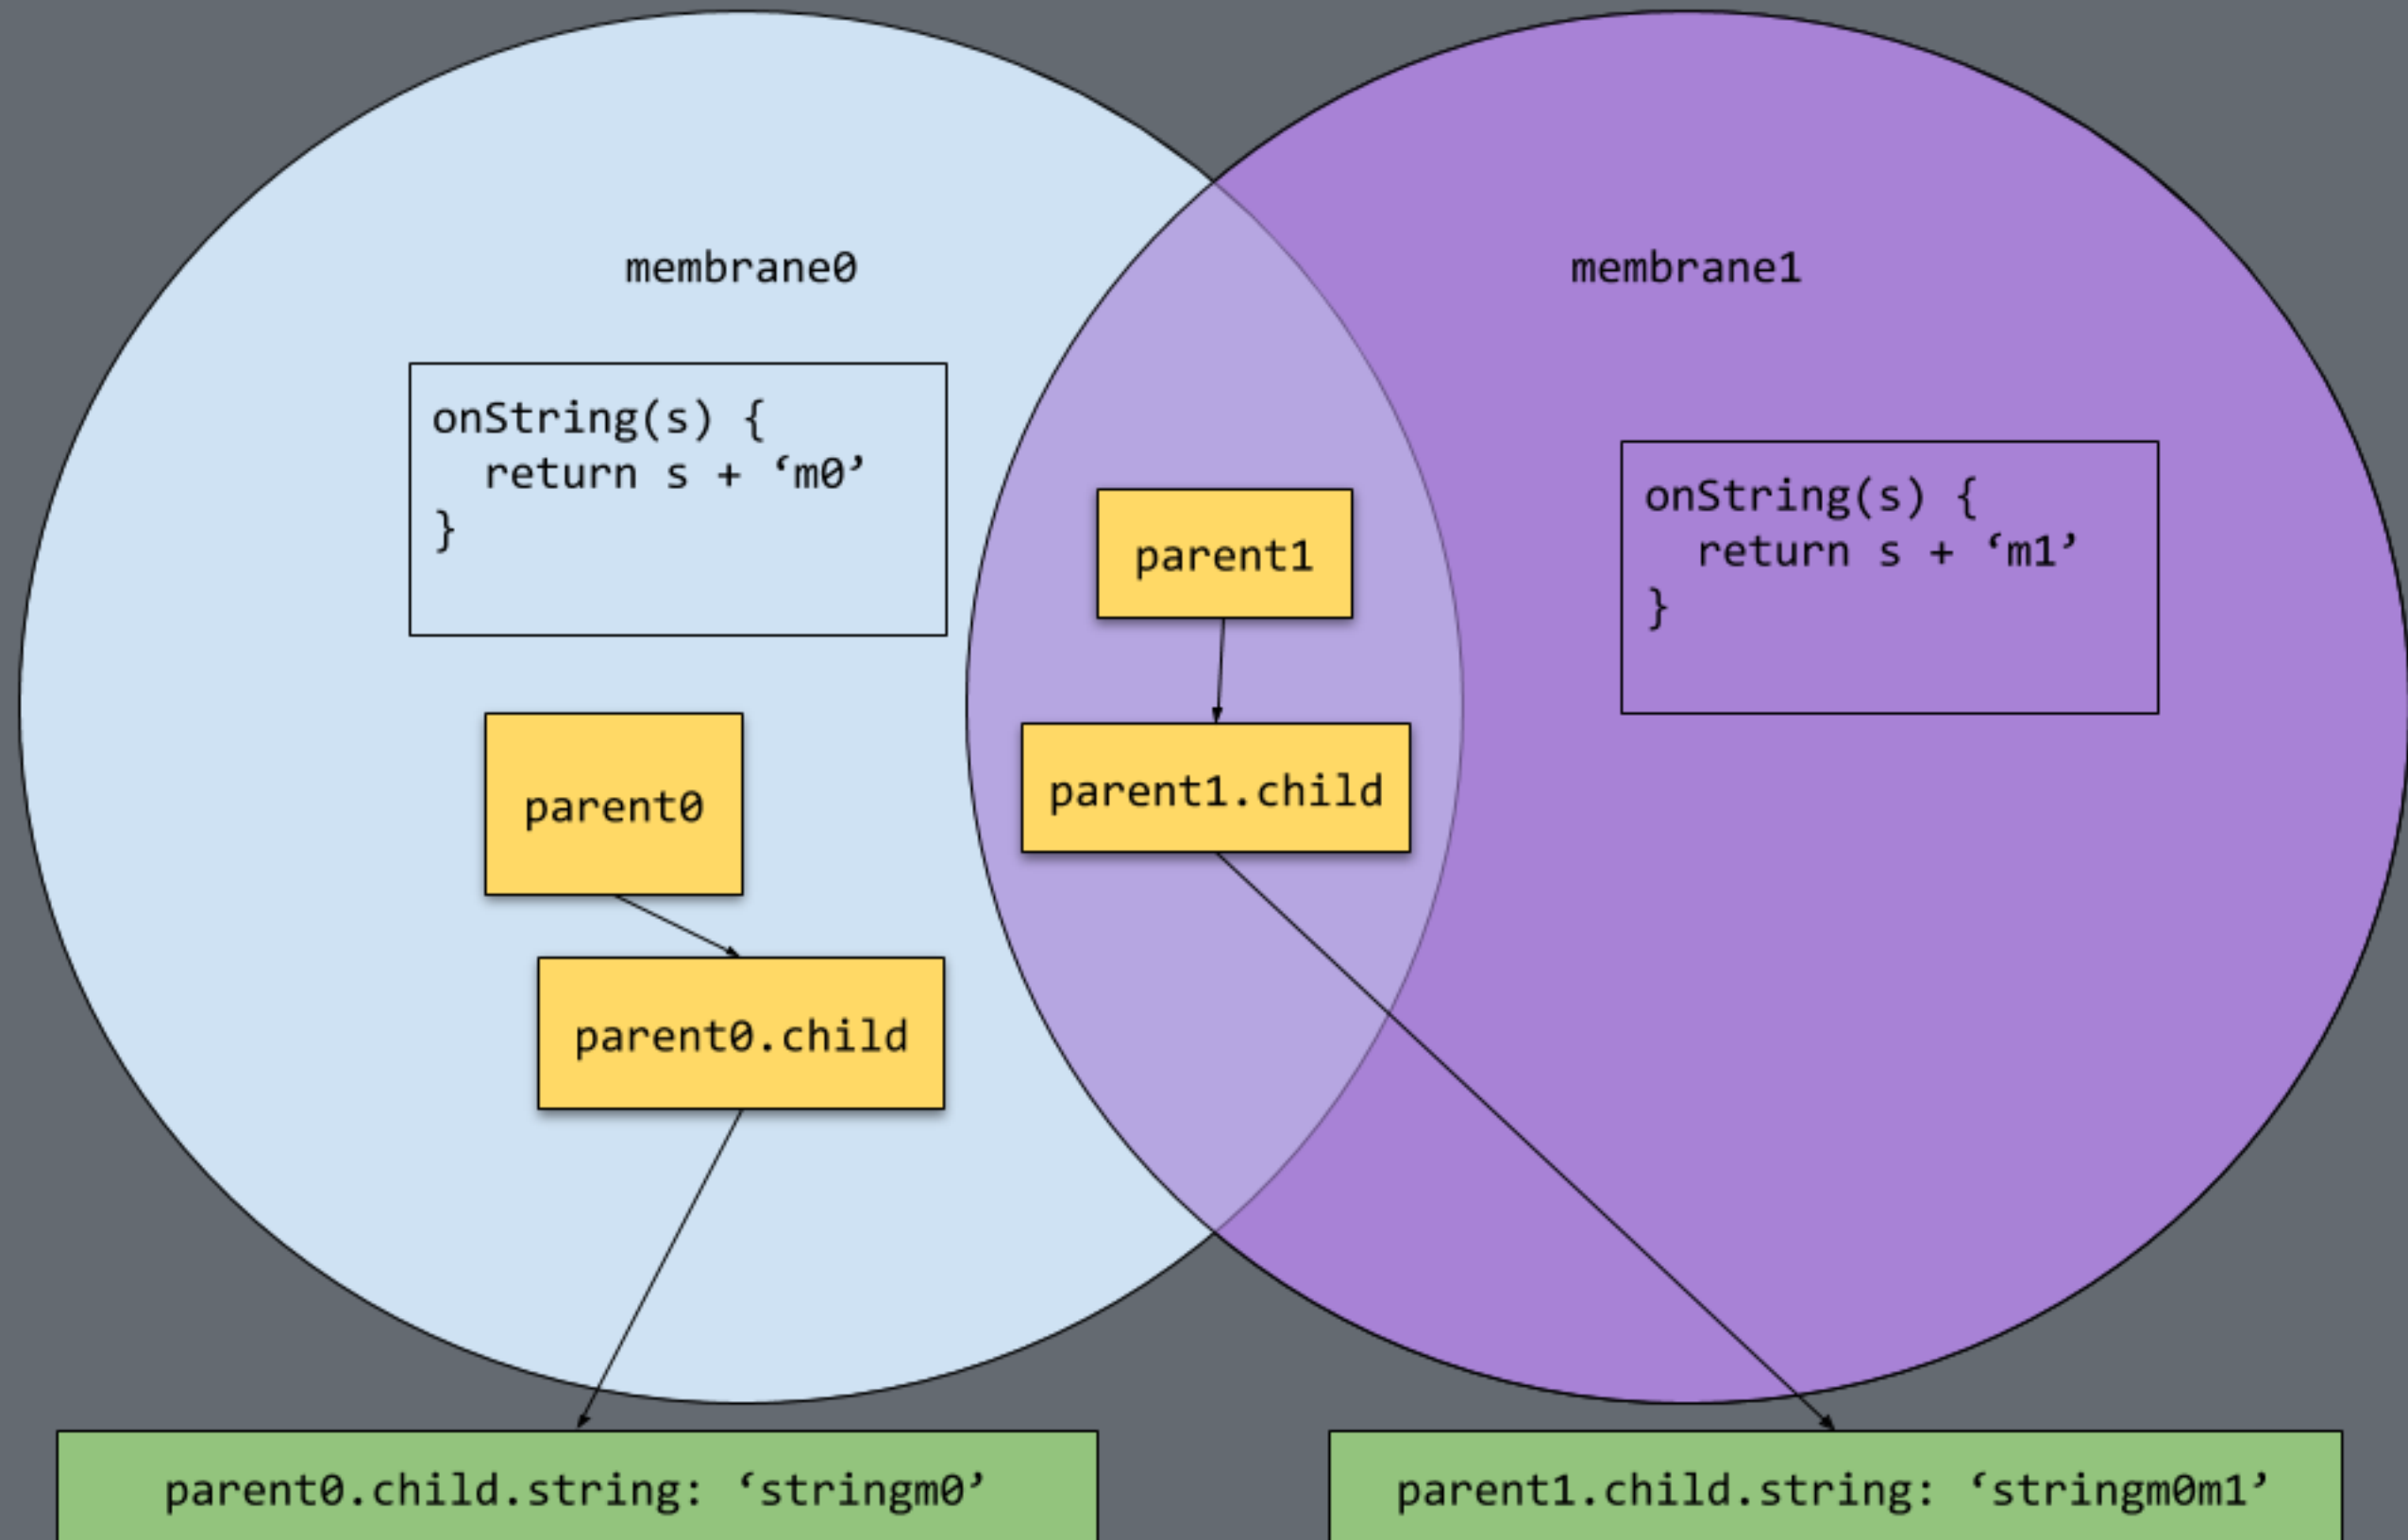 membrane0
membrane1
onString(s) {
  return s + ‘m0’
}
onString(s) {
  return s + ‘m1’
}
parent1
parent1.child
parent0
parent0.child
parent0.child.string: ‘stringm0’
parent1.child.string: ‘stringm0m1’